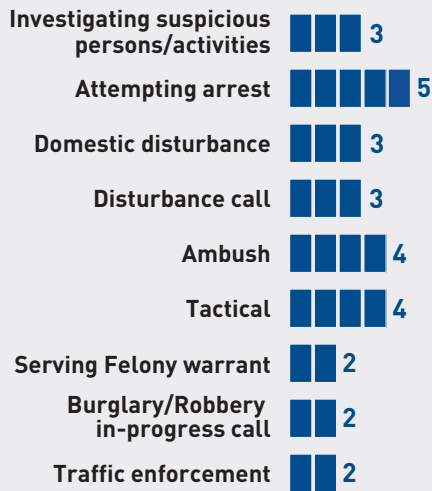 Investigating suspicious
persons/activities 3
Attempting arrest 5
Domestic disturbance 3
Disturbance call 3
Ambush 4
Tactical 4
Serving Felony warrant 2
Burglary/Robbery
in-progress call 2
Traffic enforcement 2